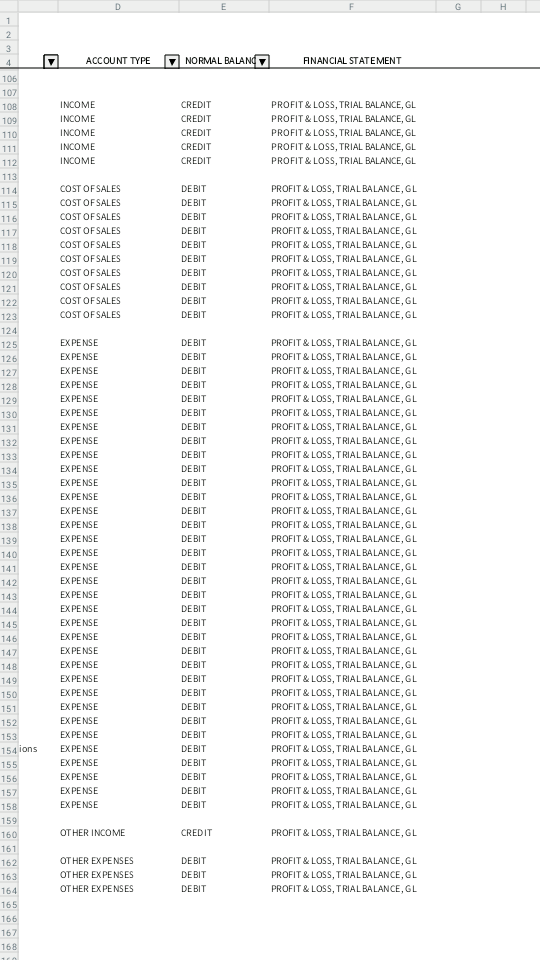 D E F G H
1
2
3
4 ACCOUNT TYPE NORMAL BALANC FINANCIAL STATEMENT
106
107
108 INCOME CREDIT PROFIT & LOSS, TRIAL BALANCE, GL
109 INCOME CREDIT PROFIT & LOSS, TRIAL BALANCE, GL
110 INCOME CREDIT PROFIT & LOSS, TRIAL BALANCE, GL
111 INCOME CREDIT PROFIT & LOSS, TRIAL BALANCE, GL
112 INCOME CREDIT PROFIT & LOSS, TRIAL BALANCE, GL
113
114 COST OF SALES DEBIT PROFIT & LOSS, TRIAL BALANCE, GL
115 COST OF SALES DEBIT PROFIT & LOSS, TRIAL BALANCE, GL
116 COST OF SALES DEBIT PROFIT & LOSS, TRIAL BALANCE, GL
117 COST OF SALES DEBIT PROFIT & LOSS, TRIAL BALANCE, GL
118 COST OF SALES DEBIT PROFIT & LOSS, TRIAL BALANCE, GL
119 COST OF SALES DEBIT PROFIT & LOSS, TRIAL BALANCE, GL
120 COST OF SALES DEBIT PROFIT & LOSS, TRIAL BALANCE, GL
121 COST OF SALES DEBIT PROFIT & LOSS, TRIAL BALANCE, GL
122 COST OF SALES DEBIT PROFIT & LOSS, TRIAL BALANCE, GL
123 COST OF SALES DEBIT PROFIT & LOSS, TRIAL BALANCE, GL
124
125 EXPENSE DEBIT PROFIT & LOSS, TRIAL BALANCE, GL
126 EXPENSE DEBIT PROFIT & LOSS, TRIAL BALANCE, GL
127 EXPENSE DEBIT PROFIT & LOSS, TRIAL BALANCE, GL
128 EXPENSE DEBIT PROFIT & LOSS, TRIAL BALANCE, GL
129 EXPENSE DEBIT PROFIT & LOSS, TRIAL BALANCE, GL
130 EXPENSE DEBIT PROFIT & LOSS, TRIAL BALANCE, GL
131 EXPENSE DEBIT PROFIT & LOSS, TRIAL BALANCE, GL
132 EXPENSE DEBIT PROFIT & LOSS, TRIAL BALANCE, GL
133 EXPENSE DEBIT PROFIT & LOSS, TRIAL BALANCE, GL
134 EXPENSE DEBIT PROFIT & LOSS, TRIAL BALANCE, GL
135 EXPENSE DEBIT PROFIT & LOSS, TRIAL BALANCE, GL
136 EXPENSE DEBIT PROFIT & LOSS, TRIAL BALANCE, GL
137 EXPENSE DEBIT PROFIT & LOSS, TRIAL BALANCE, GL
138 EXPENSE DEBIT PROFIT & LOSS, TRIAL BALANCE, GL
139 EXPENSE DEBIT PROFIT & LOSS, TRIAL BALANCE, GL
140 EXPENSE DEBIT PROFIT & LOSS, TRIAL BALANCE, GL
141 EXPENSE DEBIT PROFIT & LOSS, TRIAL BALANCE, GL
142 EXPENSE DEBIT PROFIT & LOSS, TRIAL BALANCE, GL
143 EXPENSE DEBIT PROFIT & LOSS, TRIAL BALANCE, GL
144 EXPENSE DEBIT PROFIT & LOSS, TRIAL BALANCE, GL
145 EXPENSE DEBIT PROFIT & LOSS, TRIAL BALANCE, GL
146 EXPENSE DEBIT PROFIT & LOSS, TRIAL BALANCE, GL
147 EXPENSE DEBIT PROFIT & LOSS, TRIAL BALANCE, GL
148 EXPENSE DEBIT PROFIT & LOSS, TRIAL BALANCE, GL
149 EXPENSE DEBIT PROFIT & LOSS, TRIAL BALANCE, GL
150 EXPENSE DEBIT PROFIT & LOSS, TRIAL BALANCE, GL
151 EXPENSE DEBIT PROFIT & LOSS, TRIAL BALANCE, GL
152 EXPENSE DEBIT PROFIT & LOSS, TRIAL BALANCE, GL
153 EXPENSE DEBIT PROFIT & LOSS, TRIAL BALANCE, GL
154 ions EXPENSE DEBIT PROFIT & LOSS, TRIAL BALANCE, GL
155 EXPENSE DEBIT PROFIT & LOSS, TRIAL BALANCE, GL
156 EXPENSE DEBIT PROFIT & LOSS, TRIAL BALANCE, GL
157 EXPENSE DEBIT PROFIT & LOSS, TRIAL BALANCE, GL
158 EXPENSE DEBIT PROFIT & LOSS, TRIAL BALANCE, GL
159
160 OTHER INCOME CREDIT PROFIT & LOSS, TRIAL BALANCE, GL
161
162 OTHER EXPENSES DEBIT PROFIT & LOSS, TRIAL BALANCE, GL
163 OTHER EXPENSES DEBIT PROFIT & LOSS, TRIAL BALANCE, GL
164 OTHER EXPENSES DEBIT PROFIT & LOSS, TRIAL BALANCE, GL
165
166
167
168